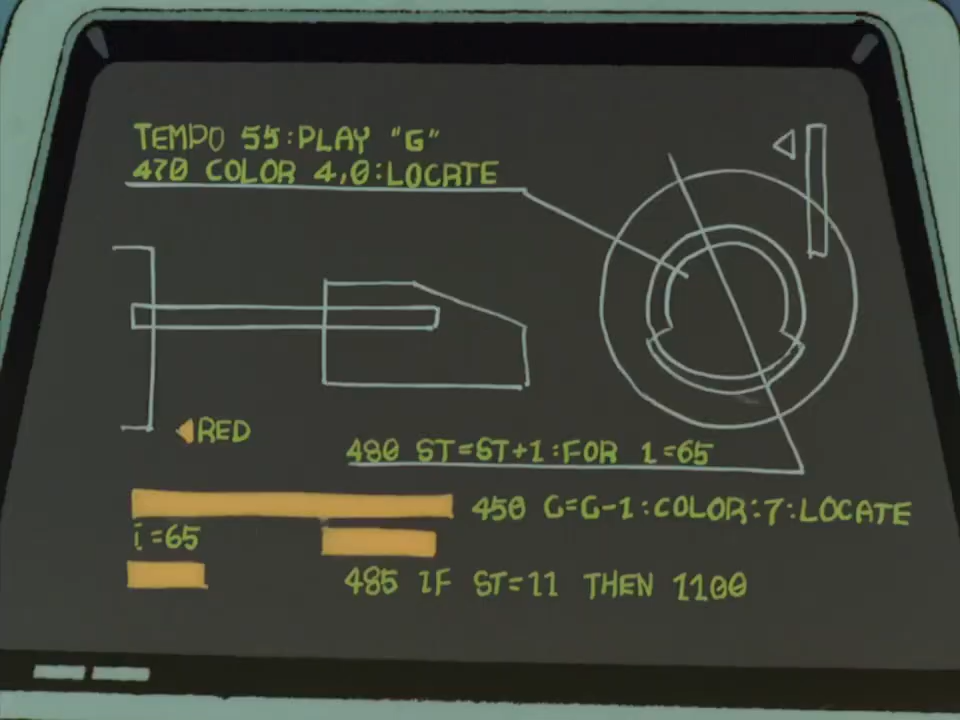 TEMPO 55:PLAY "G"
470 COLOR 4,0:LOCATE
RED
480 ST=ST+1:FOR 1=65
450 G=G-1:COLOR:7:LOCATE
i=65
485 IF ST=11 THEN 1100